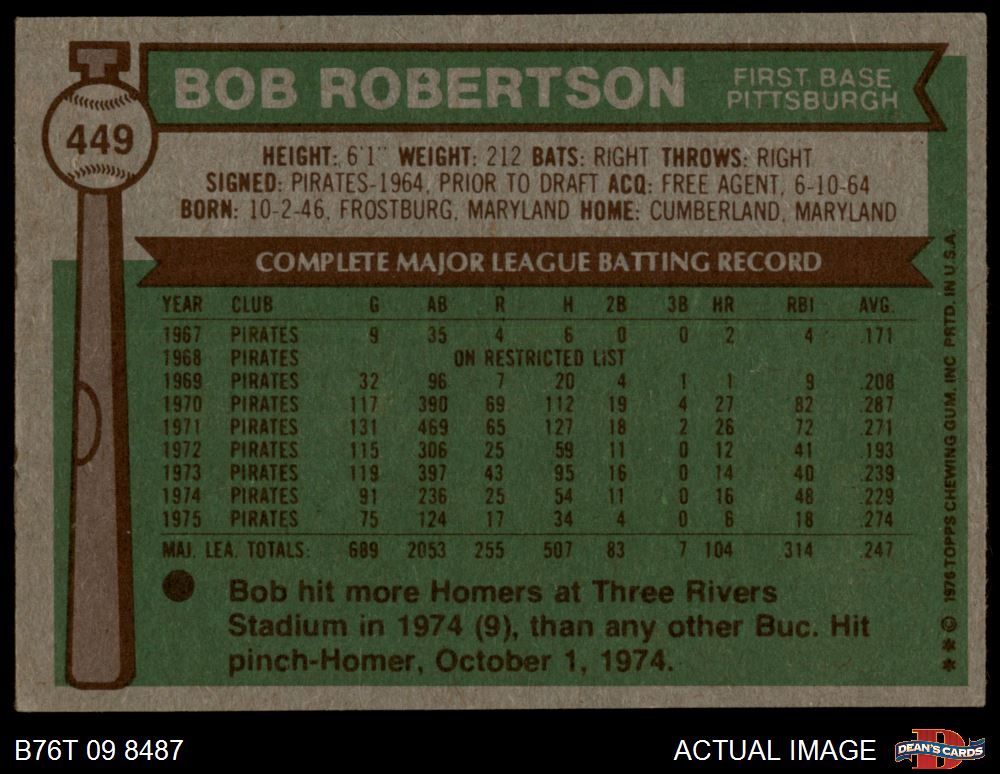 BOB ROBERTSON FIRST BASE
PITTSBURGH
449
HEIGHT: 6'1" WEIGHT: 212 BATS: RIGHT THROWS: RIGHT
SIGNED: PIRATES-1964, PRIOR TO DRAFT ACQ: FREE AGENT, 6-10-64
BORN: 10-2-46, FROSTBURG, MARYLAND HOME: CUMBERLAND, MARYLAND
COMPLETE MAJOR LEAGUE BATTING RECORD
YEAR CLUB G AB R H 2B 3B HR RBI AVG.
1967 PIRATES 9 35 4 6 0 0 2 4 .171
1968 PIRATES ON RESTRICTED LIST
1969 PIRATES 32 96 7 20 4 1 1 9 .208
1970 PIRATES 117 390 69 112 19 4 27 82 .287
1971 PIRATES 131 469 65 127 18 2 26 72 .271
1972 PIRATES 115 306 25 59 11 0 12 41 .193
1973 PIRATES 119 397 43 95 16 0 14 40 .239
1974 PIRATES 91 236 25 54 11 0 16 48 .229
1975 PIRATES 75 124 17 34 4 0 6 18 .274
MAJ. LEA. TOTALS: 689 2053 255 507 83 7 104 314 .247
Bob hit more Homers at Three Rivers
Stadium in 1974 (9), than any other Buc. Hit
pinch-Homer, October 1, 1974.
* * © 1976 TOPPS CHEWING GUM, INC PRTD. IN U.S.A.
B76T 09 8487
ACTUAL IMAGE
D
DEAN'S CARDS